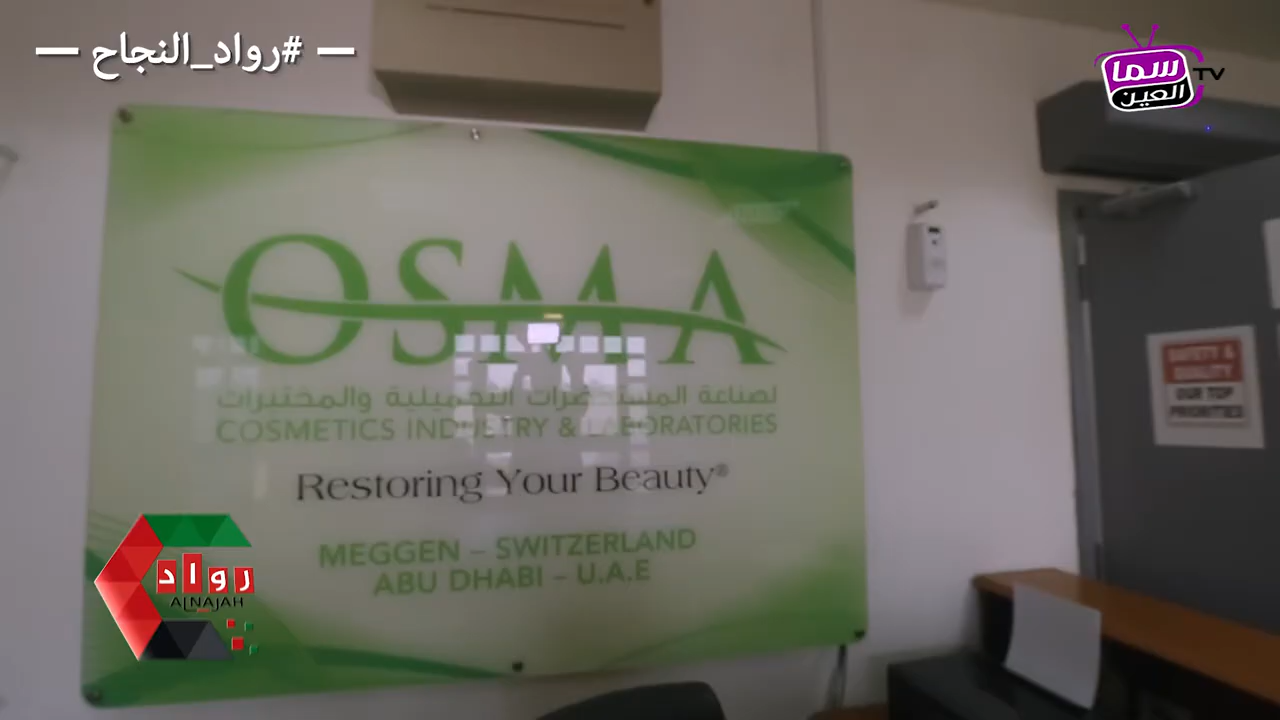 #رواد_النجاح
سما
العين
TV
OSMA
لصناعة المستحضرات التجميلية والمختبرات
COSMETICS INDUSTRY & LABORATORIES
Restoring Your Beauty®
MEGGEN – SWITZERLAND
ABU DHABI – U.A.E
SAFETY &
QUALITY
OUR TOP
PRIORITIES
رواد
ALNAJAH